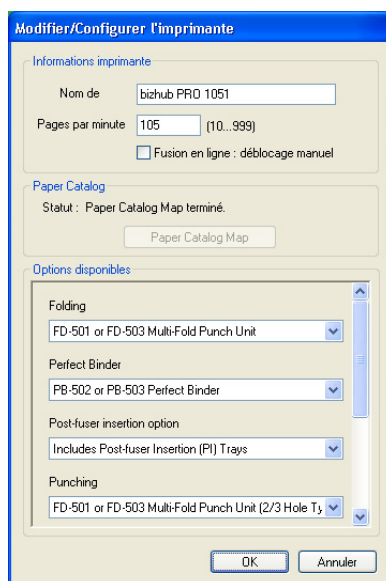 Modifier/Configurer l'imprimante
Informations imprimante
Nom de
bizhub PRO 1051
Pages par minute
105
(10...999)
Fusion en ligne : déblocage manuel
Paper Catalog
Statut : Paper Catalog Map terminé.
Paper Catalog Map
Options disponibles
Folding
FD-501 or FD-503 Multi-Fold Punch Unit
Perfect Binder
PB-502 or PB-503 Perfect Binder
Post-fuser insertion option
Includes Post-fuser Insertion (PI) Trays
Punching
FD-501 or FD-503 Multi-Fold Punch Unit (2/3 Hole Ty
OK
Annuler